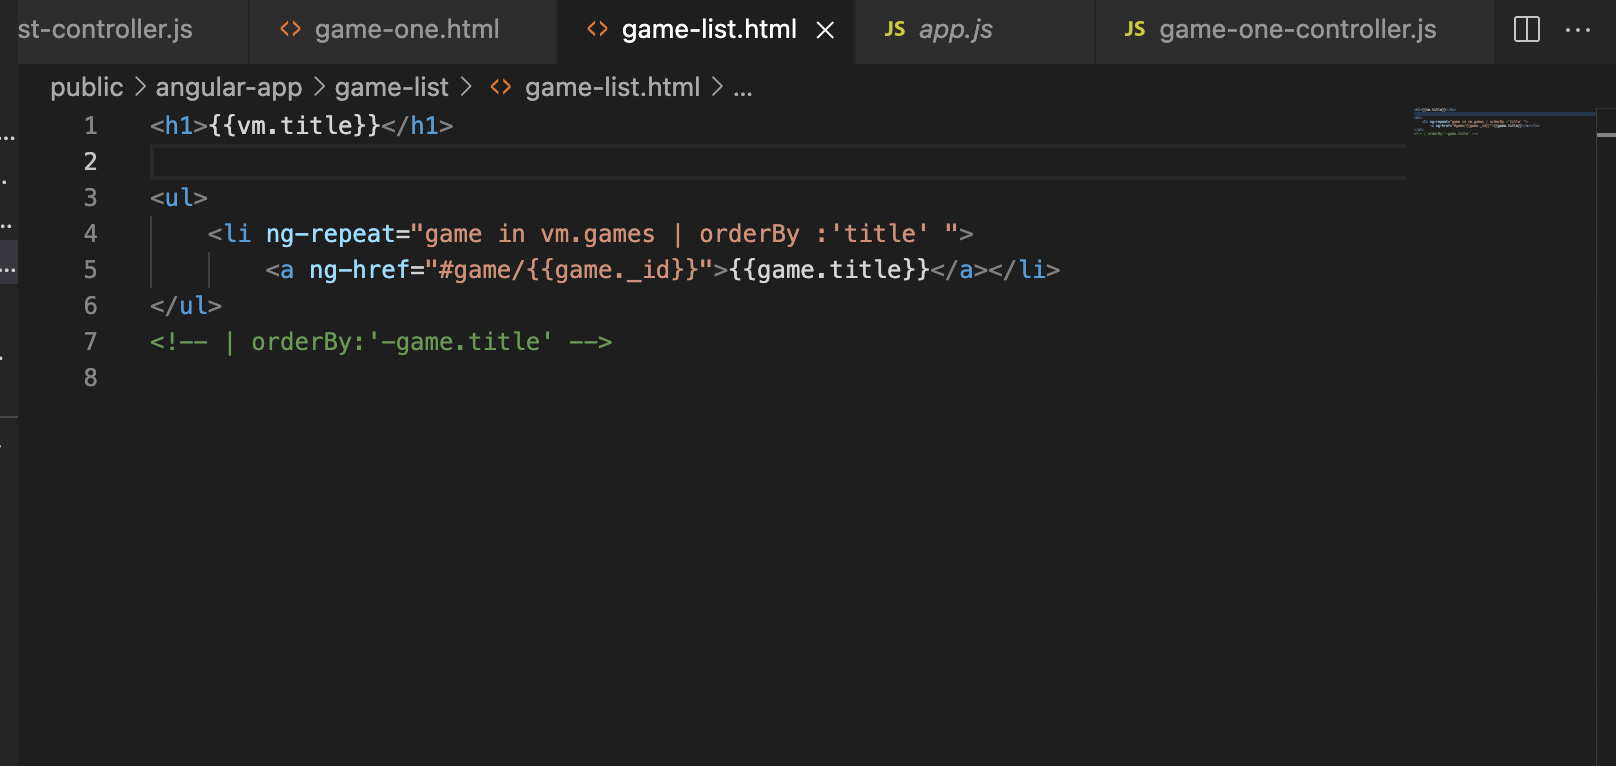 st-controller.js <> game-one.html <> game-list.html × JS app.js JS game-one-controller.js ···
public > angular-app > game-list > <> game-list.html > ...
1 <h1>{{vm.title}}</h1>
2
3 <ul>
4     <li ng-repeat="game in vm.games | orderBy :'title' ">
5         <a ng-href="#game/{{game._id}}">{{game.title}}</a></li>
6 </ul>
7 <!-- | orderBy:'-game.title' -->
8